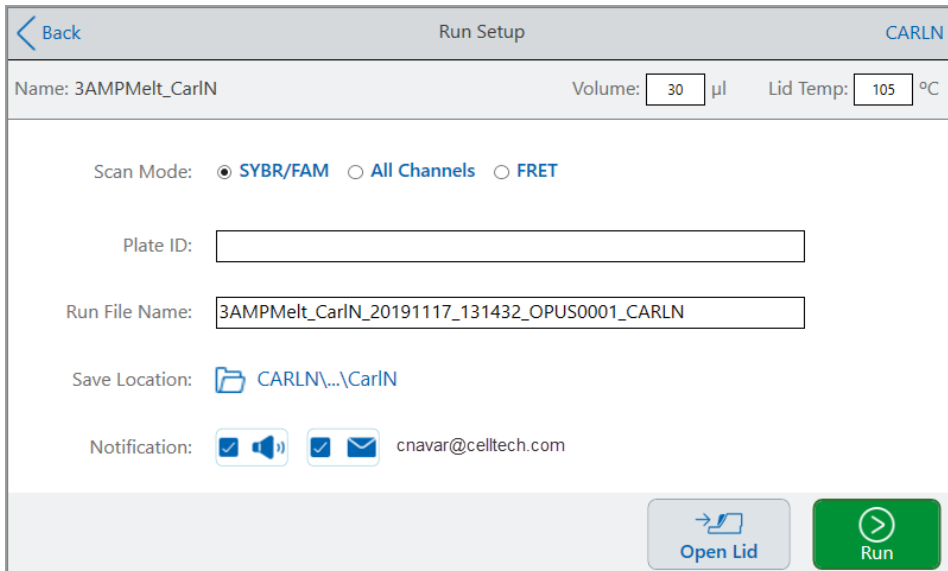 Back Run Setup CARLN
Name: 3AMPMelt_CarlN Volume: 30 µl Lid Temp: 105 ºC
Scan Mode: SYBR/FAM All Channels FRET
Plate ID:
Run File Name: 3AMPMelt_CarlN_20191117_131432_OPUS0001_CARLN
Save Location: CARLN\...\CarlN
Notification: cnavar@celltech.com
Open Lid Run